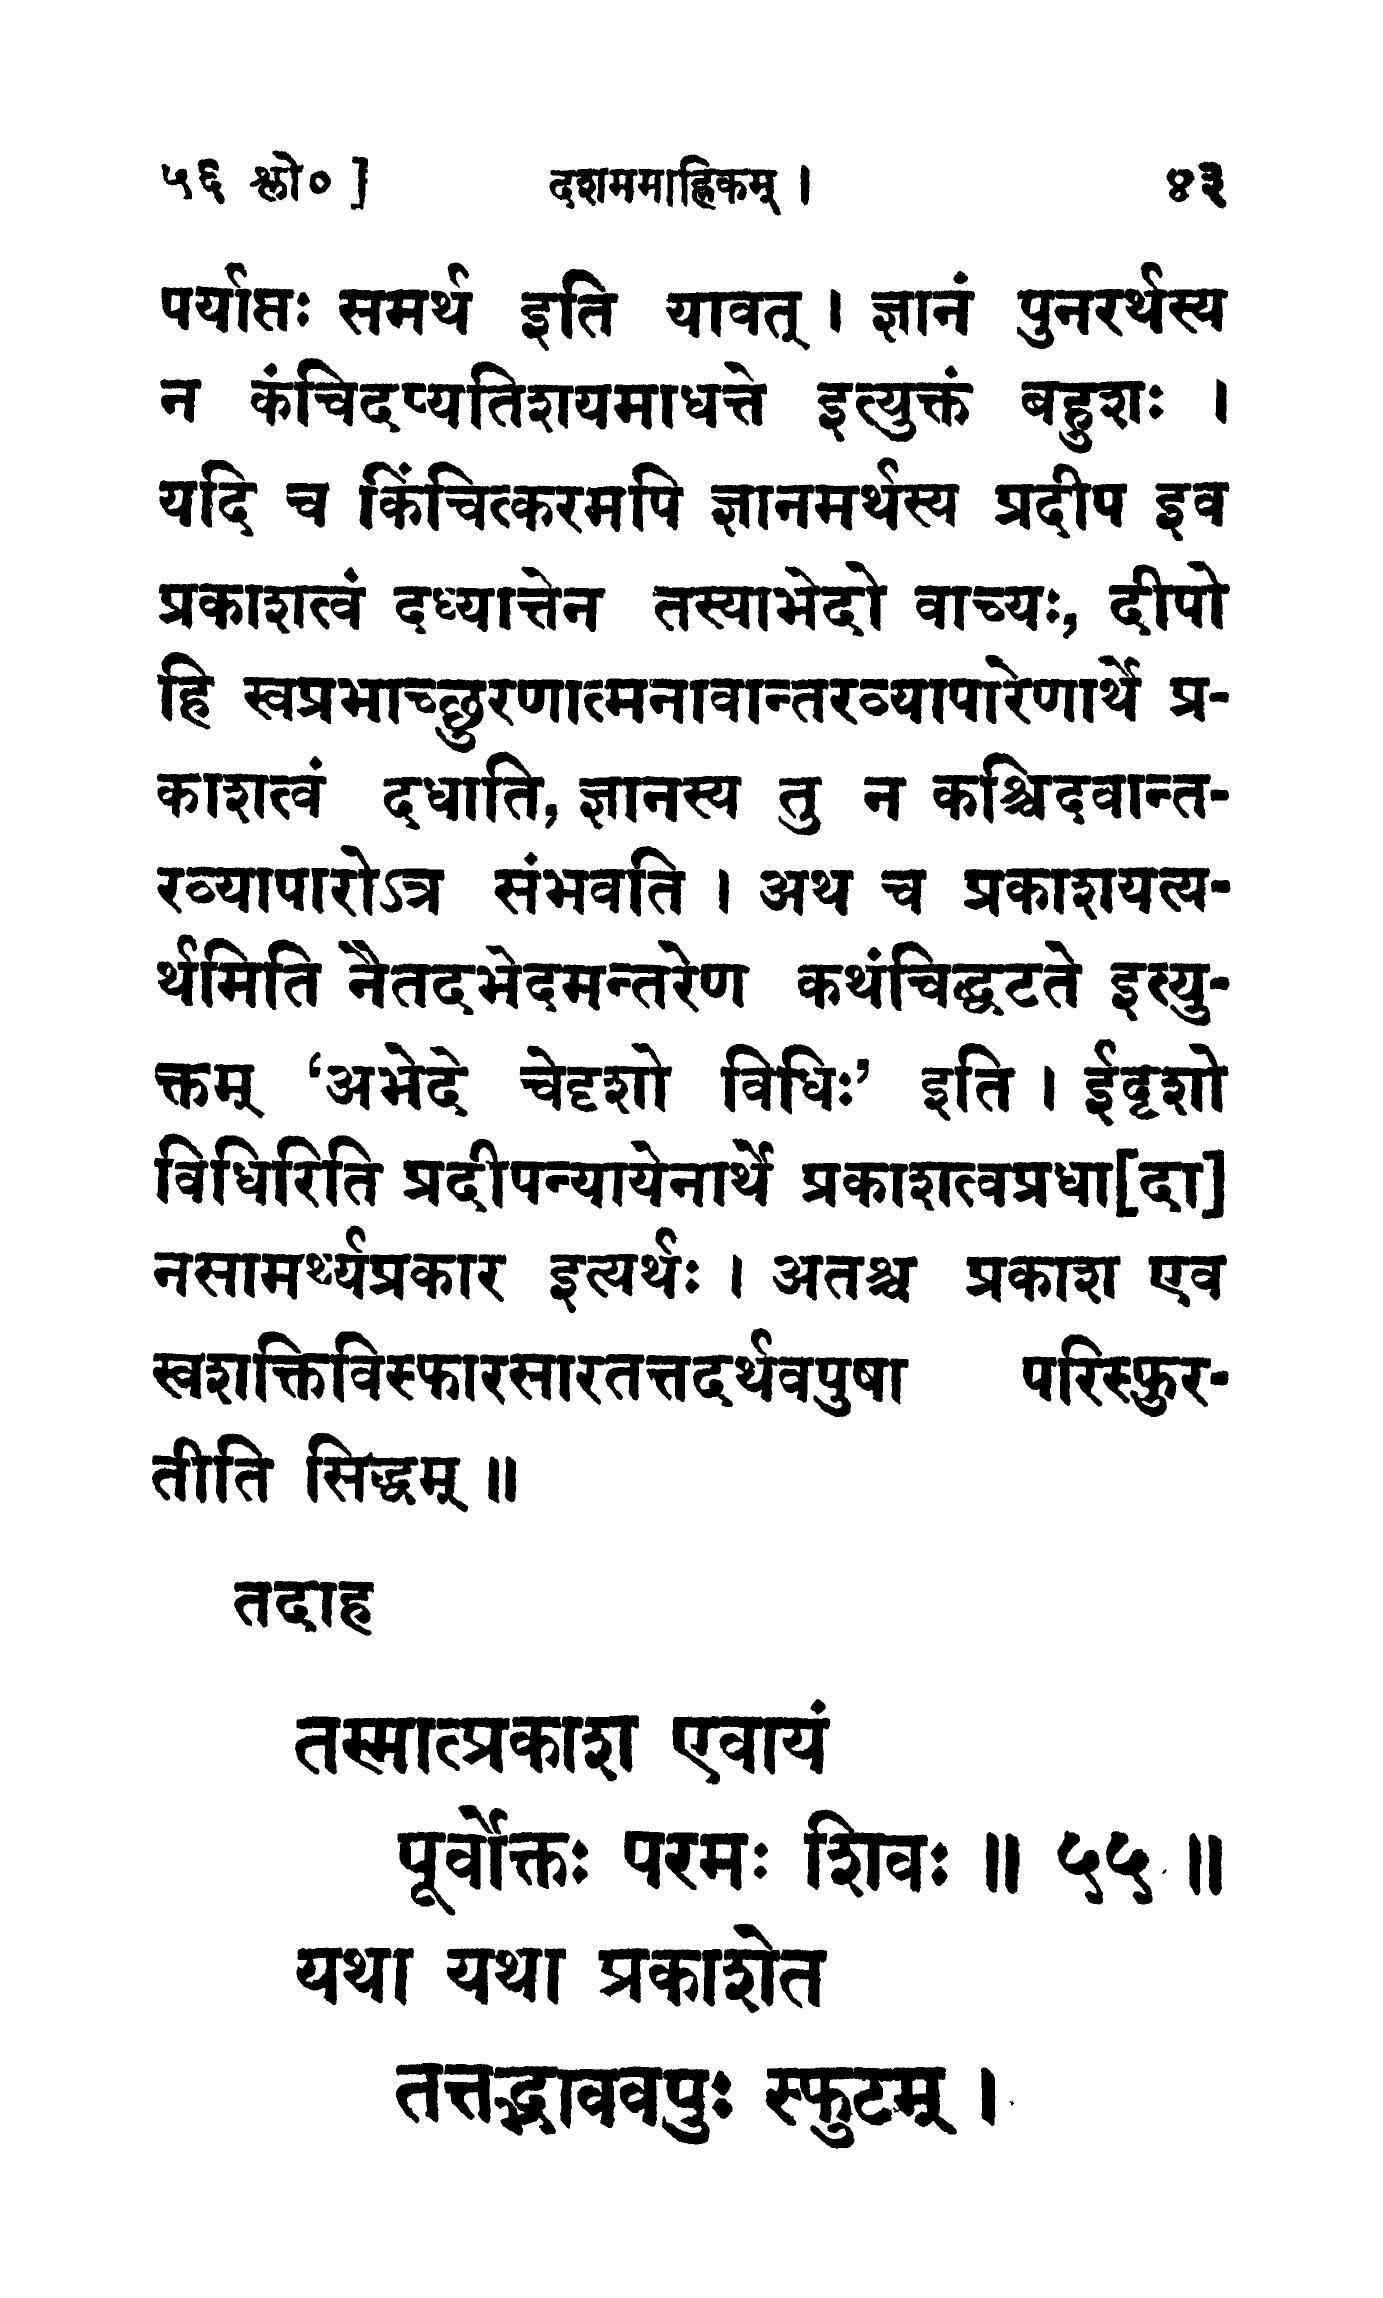 ५६ श्लो० ] दशममाह्निकम् । ४३
पर्याप्तः समर्थ इति यावत् । ज्ञानं पुनरर्थस्य
न कंचिदप्यतिशयमाधत्ते इत्युक्तं बहुशः ।
यदि च किंचित्करमपि ज्ञानमर्थस्य प्रदीप इव
प्रकाशत्वं दध्यात्तेन तस्याभेदो वाच्यः, दीपो
हि स्वप्रभाच्छुरणात्मनावान्तरव्यापारेणार्थे प्र-
काशत्वं दधाति, ज्ञानस्य तु न कश्चिदवान्त-
रव्यापारोऽत्र संभवति । अथ च प्रकाशयत्य-
र्थमिति नैतदभेदमन्तरेण कथंचिद्घटते इत्यु-
क्तम् ‘अभेदे चेदृशो विधिः’ इति । ईदृशो
विधिरिति प्रदीपन्यायेनार्थे प्रकाशत्वप्रधा[दा]
नसामर्थ्यप्रकार इत्यर्थः । अतश्च प्रकाश एव
स्वशक्तिविस्फारसारतत्तदर्थवपुषा परिस्फुर-
तीति सिद्धम् ॥
तदाह
तस्मात्प्रकाश एवायं
पूर्वोक्तः परमः शिवः ॥ ५५ ॥
यथा यथा प्रकाशेत
तत्तद्भाववपुः स्फुटम् ।